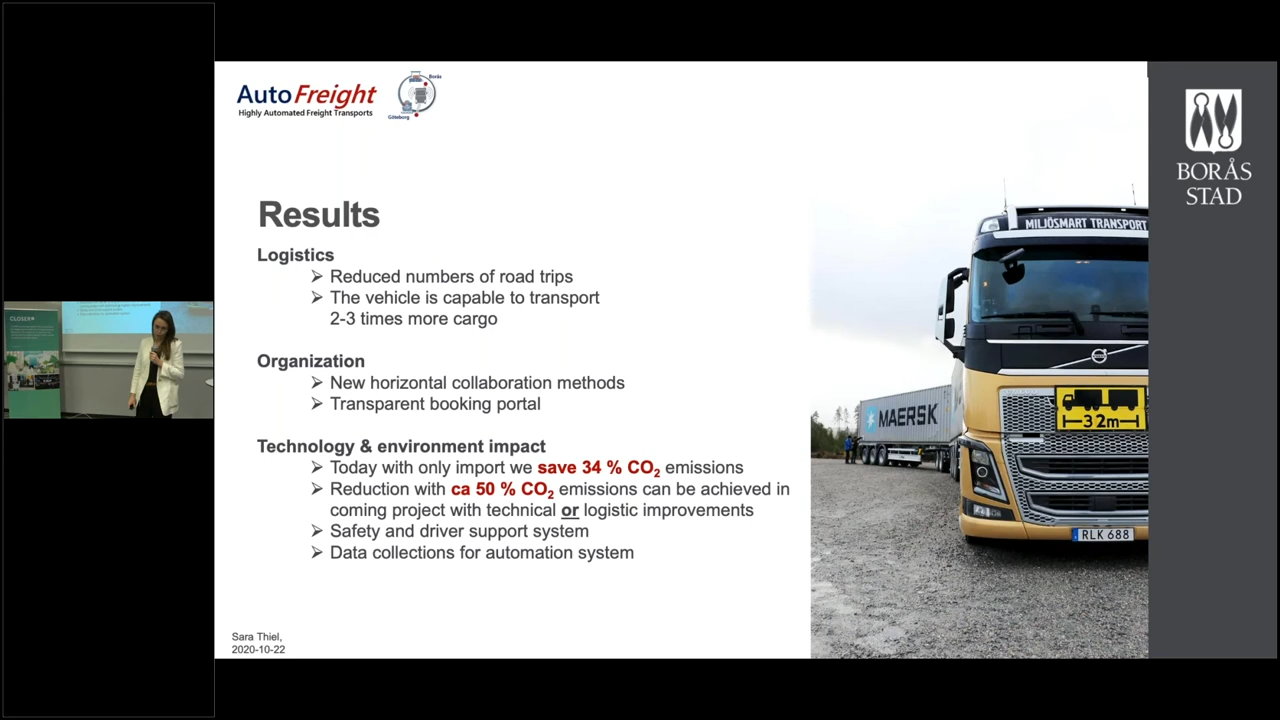 AutoFreight
Highly Automated Freight Transports
Borås
Göteborg
BORÅS
STAD
Results
Logistics
➢ Reduced numbers of road trips
➢ The vehicle is capable to transport
2-3 times more cargo
Organization
➢ New horizontal collaboration methods
➢ Transparent booking portal
Technology & environment impact
➢ Today with only import we save 34 % CO2 emissions
➢ Reduction with ca 50 % CO2 emissions can be achieved in
coming project with technical or logistic improvements
➢ Safety and driver support system
➢ Data collections for automation system
Sara Thiel,
2020-10-22
MILJÖSMART TRANSPORT
MAERSK
32m
RLK 688
CLOSER